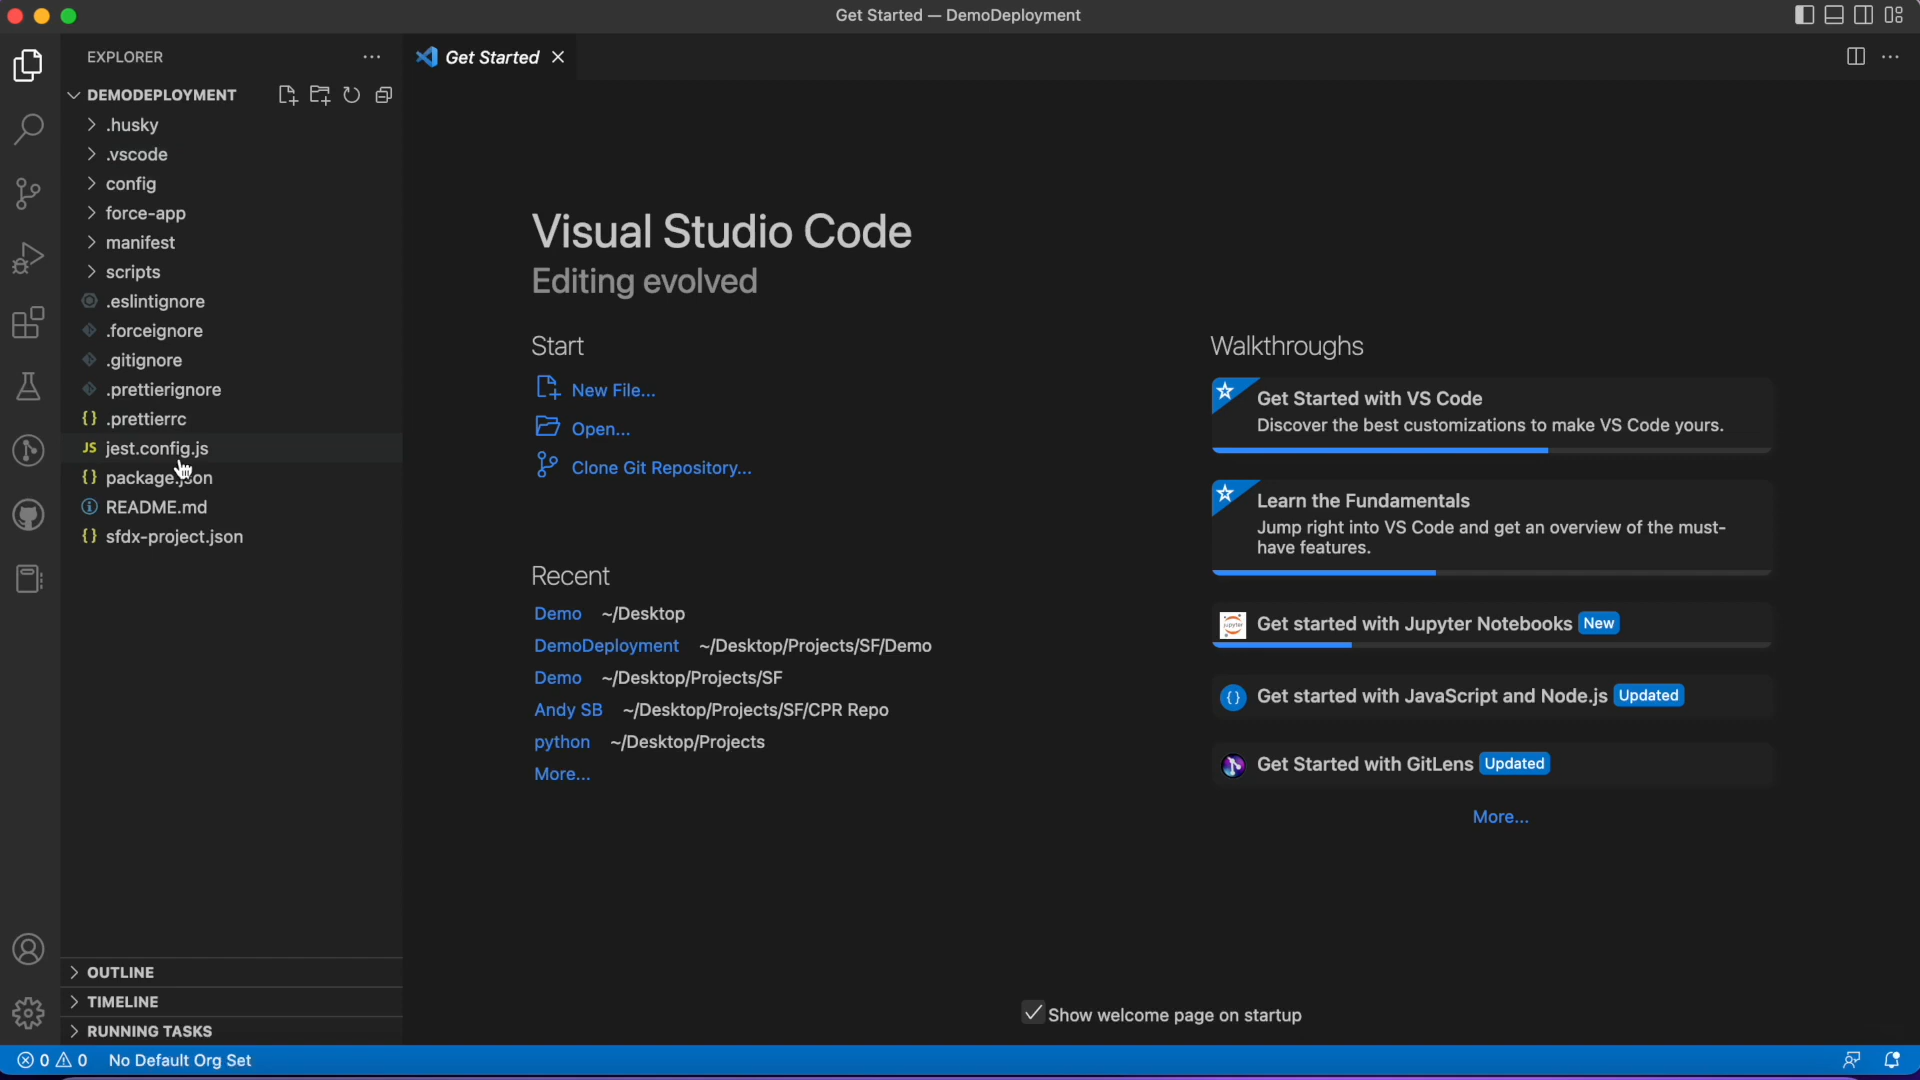 Get Started — DemoDeployment
EXPLORER
Get Started
DEMODEPLOYMENT
.husky
.vscode
config
force-app
manifest
scripts
.eslintignore
.forceignore
.gitignore
.prettierignore
{} .prettierrc
JS jest.config.js
{} package.json
README.md
{} sfdx-project.json
OUTLINE
TIMELINE
RUNNING TASKS
Visual Studio Code
Editing evolved
Start
New File...
Open...
Clone Git Repository...
Recent
Demo ~/Desktop
DemoDeployment ~/Desktop/Projects/SF/Demo
Demo ~/Desktop/Projects/SF
Andy SB ~/Desktop/Projects/SF/CPR Repo
python ~/Desktop/Projects
More...
Walkthroughs
Get Started with VS Code
Discover the best customizations to make VS Code yours.
Learn the Fundamentals
Jump right into VS Code and get an overview of the must-
have features.
jupyter Get started with Jupyter Notebooks New
{} Get started with JavaScript and Node.js Updated
Get Started with GitLens Updated
More...
Show welcome page on startup
0 0 No Default Org Set